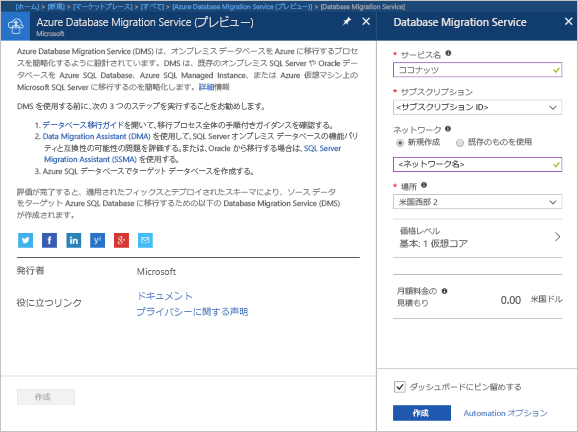 [ホーム] > [新規] > [マーケットプレース] > [すべて] > [Azure Database Migration Service (プレビュー)] > [Database Migration Service]
Azure Database Migration Service (プレビュー)
Microsoft
Azure Database Migration Service (DMS) は、オンプレミス データベースを Azure に移行するプロセ
スを簡略化するように設計されています。DMS は、既存のオンプレミス SQL Server や Oracle デー
タベースを Azure SQL Database、Azure SQL Managed Instance、または Azure 仮想マシン上の
Microsoft SQL Server に移行するのを簡略化します。 詳細情報
DMS を使用する前に、次の 3 つのステップを実行することをお勧めします。
1. データベース移行ガイドを開いて、移行プロセス全体の手順付きガイダンスを確認する。
2. Data Migration Assistant (DMA) を使用して、SQL Server オンプレミス データベースの機能パリ
ティと互換性の可能性の問題を評価する。または、Oracle から移行する場合は、SQL Server
Migration Assistant (SSMA) を使用する。
3. Azure SQL データベースでターゲット データベースを作成する。
評価が完了すると、適用されたフィックスとデプロイされたスキーマにより、ソース データ
をターゲット Azure SQL Database に移行するための以下の Database Migration Service (DMS)
が作成されます。
発行者 Microsoft
役に立つリンク ドキュメント
プライバシーに関する声明
作成
Database Migration Service
* サービス名
ココナッツ
* サブスクリプション
<サブスクリプション ID>
ネットワーク
新規作成 既存のものを使用
<ネットワーク名>
* 場所
米国西部 2
価格レベル
基本: 1 仮想コア
月額料金の
見積もり 0.00 米国ドル
ダッシュボードにピン留めする
作成 Automation オプション